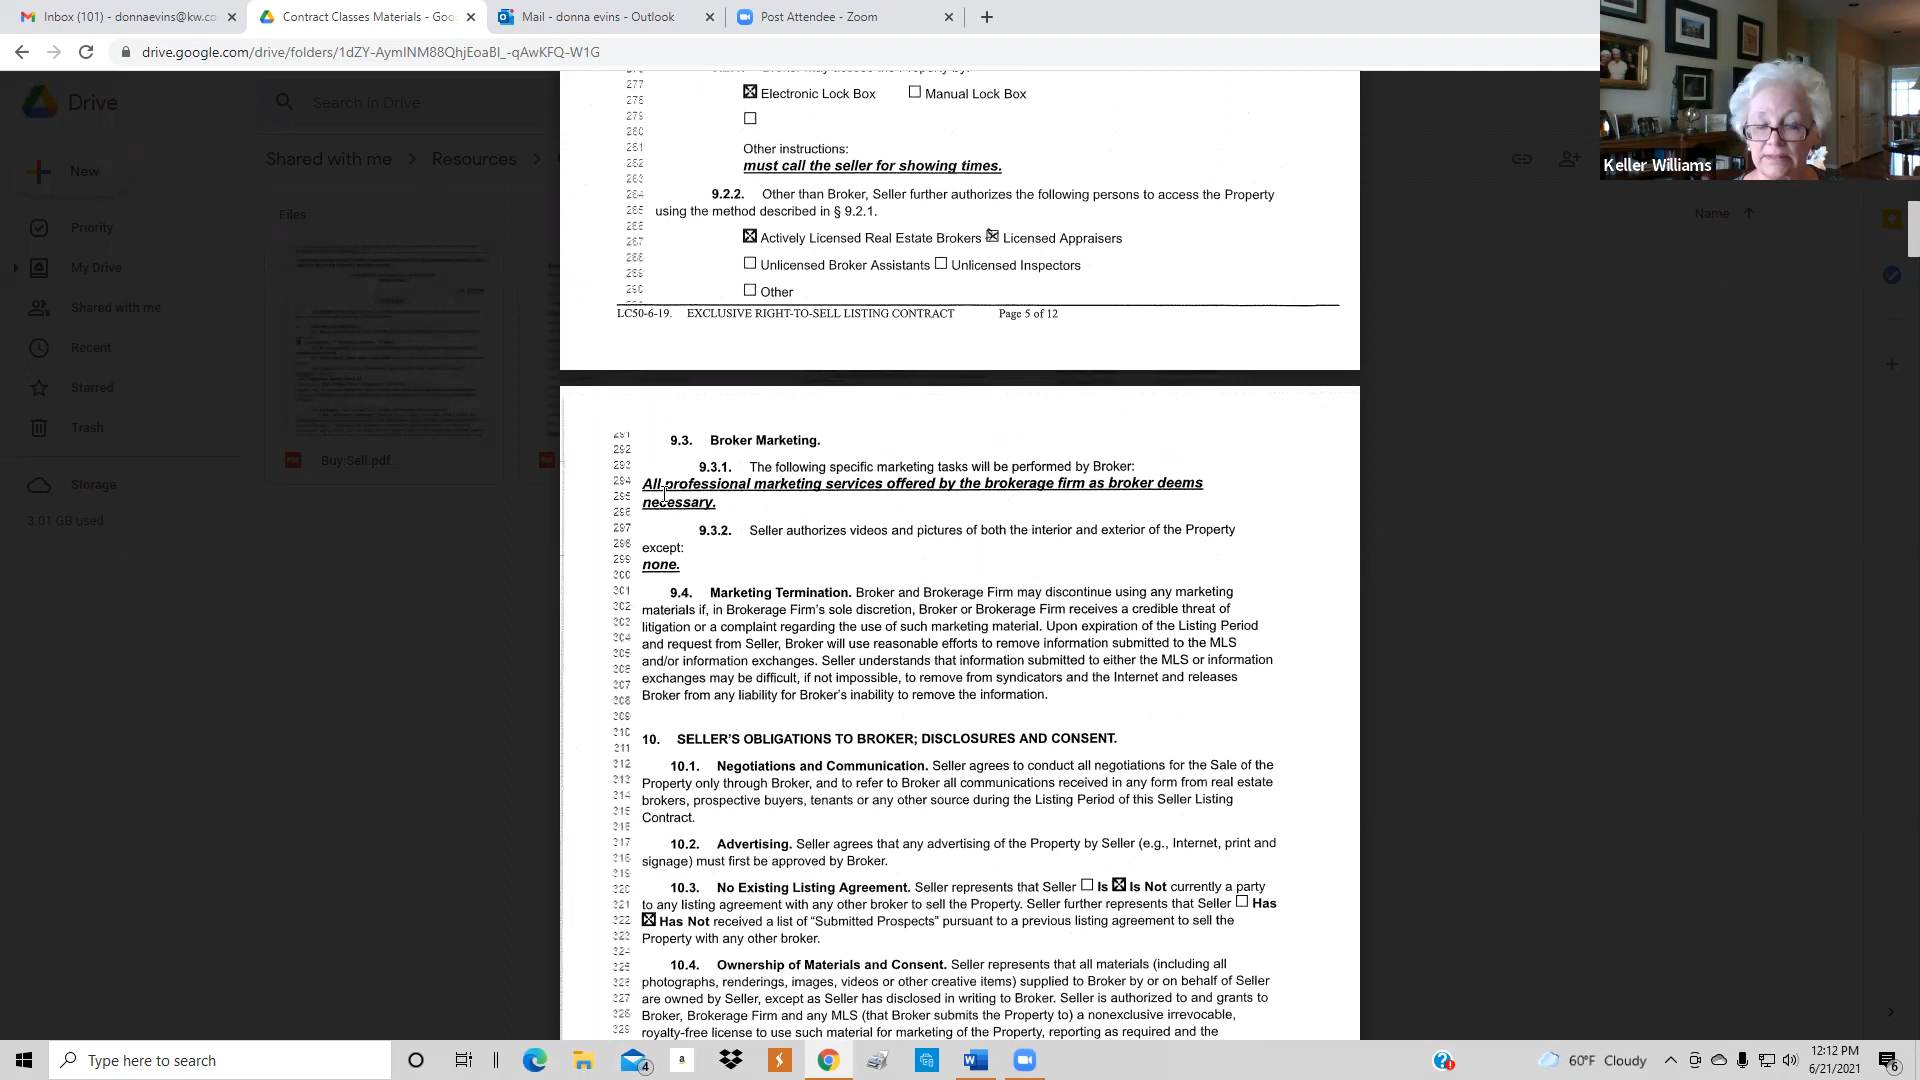 Inbox (101) - donnaevins@kw.co
Contract Classes Materials - Goo
Mail - donna evins - Outlook
Post Attendee - Zoom
drive.google.com/drive/folders/1dZY-AymINM88QhjEoaBl_-qAwKFQ-W1G
Drive
Search in Drive
New
Shared with me
Resources
Priority
My Drive
Shared with me
Recent
Starred
Trash
Storage
3.01 GB used
Files
Buy:Sell.pdf
Name
Keller Williams
Electronic Lock Box Manual Lock Box
Other instructions:
must call the seller for showing times.
9.2.2. Other than Broker, Seller further authorizes the following persons to access the Property
using the method described in § 9.2.1.
Actively Licensed Real Estate Brokers Licensed Appraisers
Unlicensed Broker Assistants Unlicensed Inspectors
Other
LC50-6-19. EXCLUSIVE RIGHT-TO-SELL LISTING CONTRACT Page 5 of 12
9.3. Broker Marketing.
9.3.1. The following specific marketing tasks will be performed by Broker:
All professional marketing services offered by the brokerage firm as broker deems
necessary.
9.3.2. Seller authorizes videos and pictures of both the interior and exterior of the Property
except:
none.
9.4. Marketing Termination. Broker and Brokerage Firm may discontinue using any marketing
materials if, in Brokerage Firm's sole discretion, Broker or Brokerage Firm receives a credible threat of
litigation or a complaint regarding the use of such marketing material. Upon expiration of the Listing Period
and request from Seller, Broker will use reasonable efforts to remove information submitted to the MLS
and/or information exchanges. Seller understands that information submitted to either the MLS or information
exchanges may be difficult, if not impossible, to remove from syndicators and the Internet and releases
Broker from any liability for Broker's inability to remove the information.
10. SELLER'S OBLIGATIONS TO BROKER; DISCLOSURES AND CONSENT.
10.1. Negotiations and Communication. Seller agrees to conduct all negotiations for the Sale of the
Property only through Broker, and to refer to Broker all communications received in any form from real estate
brokers, prospective buyers, tenants or any other source during the Listing Period of this Seller Listing
Contract.
10.2. Advertising. Seller agrees that any advertising of the Property by Seller (e.g., Internet, print and
signage) must first be approved by Broker.
10.3. No Existing Listing Agreement. Seller represents that Seller Is Is Not currently a party
to any listing agreement with any other broker to sell the Property. Seller further represents that Seller Has
Has Not received a list of "Submitted Prospects" pursuant to a previous listing agreement to sell the
Property with any other broker.
10.4. Ownership of Materials and Consent. Seller represents that all materials (including all
photographs, renderings, images, videos or other creative items) supplied to Broker by or on behalf of Seller
are owned by Seller, except as Seller has disclosed in writing to Broker. Seller is authorized to and grants to
Broker, Brokerage Firm and any MLS (that Broker submits the Property to) a nonexclusive irrevocable,
royalty-free license to use such material for marketing of the Property, reporting as required and the
Type here to search
60°F Cloudy
12:12 PM
6/21/2021